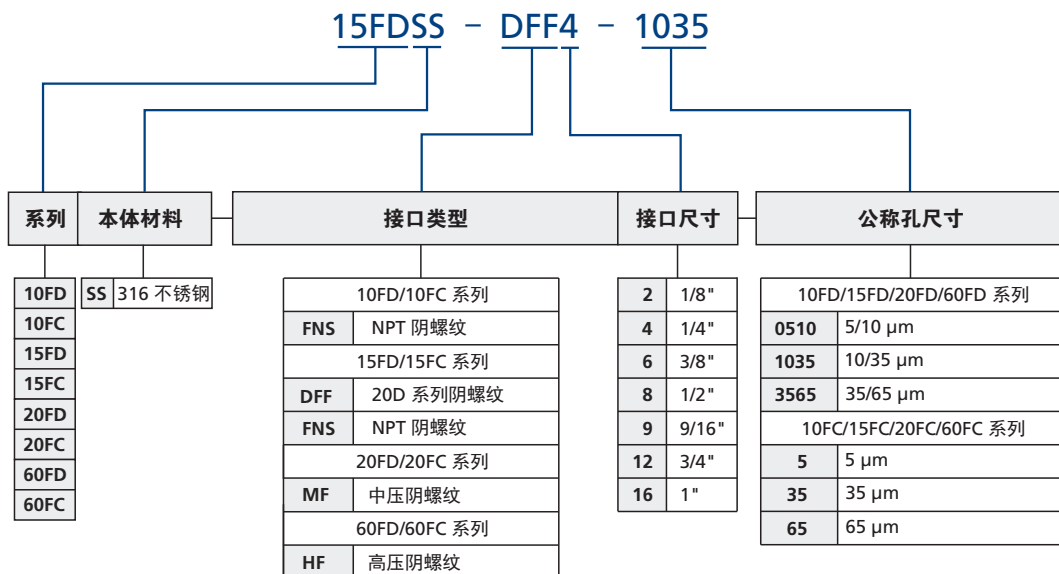 15FDSS – DFF4 – 1035
系列 本体材料 接口类型 接口尺寸 公称孔尺寸
10FD
10FC
15FD
15FC
20FD
20FC
60FD
60FC
SS 316 不锈钢
10FD/10FC 系列
FNS NPT 阴螺纹
15FD/15FC 系列
DFF 20D 系列阴螺纹
FNS NPT 阴螺纹
20FD/20FC 系列
MF 中压阴螺纹
60FD/60FC 系列
HF 高压阴螺纹
2 1/8"
4 1/4"
6 3/8"
8 1/2"
9 9/16"
12 3/4"
16 1"
10FD/15FD/20FD/60FD 系列
0510 5/10 μm
1035 10/35 μm
3565 35/65 μm
10FC/15FC/20FC/60FC 系列
5 5 μm
35 35 μm
65 65 μm